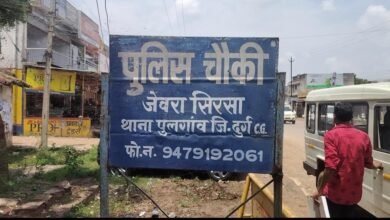 पुलिस चौकी
जेवरा सिरसा
थाना पुलगांव जि. दुर्ग C.G.
फो.न. 9479192061